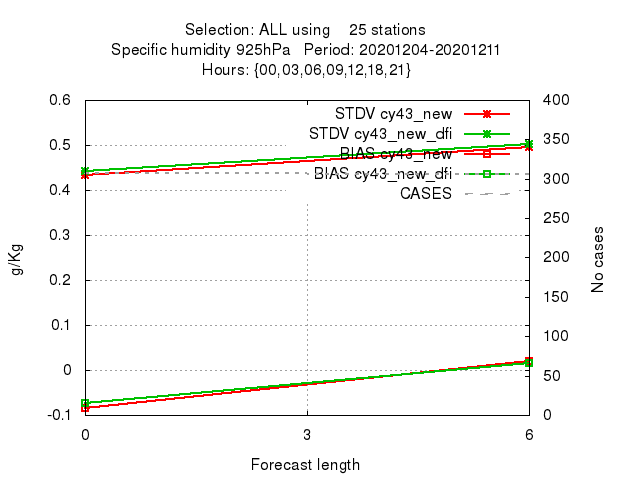 Selection: ALL using 25 stations
Specific humidity 925hPa Period: 20201204-20201211
Hours: {00,03,06,09,12,18,21}
0.6
0.5
0.4
0.3
0.2
0.1
0
-0.1
400
350
300
250
200
150
100
50
0
STDV cy43_new
STDV cy43_new_dfi
BIAS cy43_new
BIAS cy43_new_dfi
CASES
g/Kg
No cases
0 3 6
Forecast length